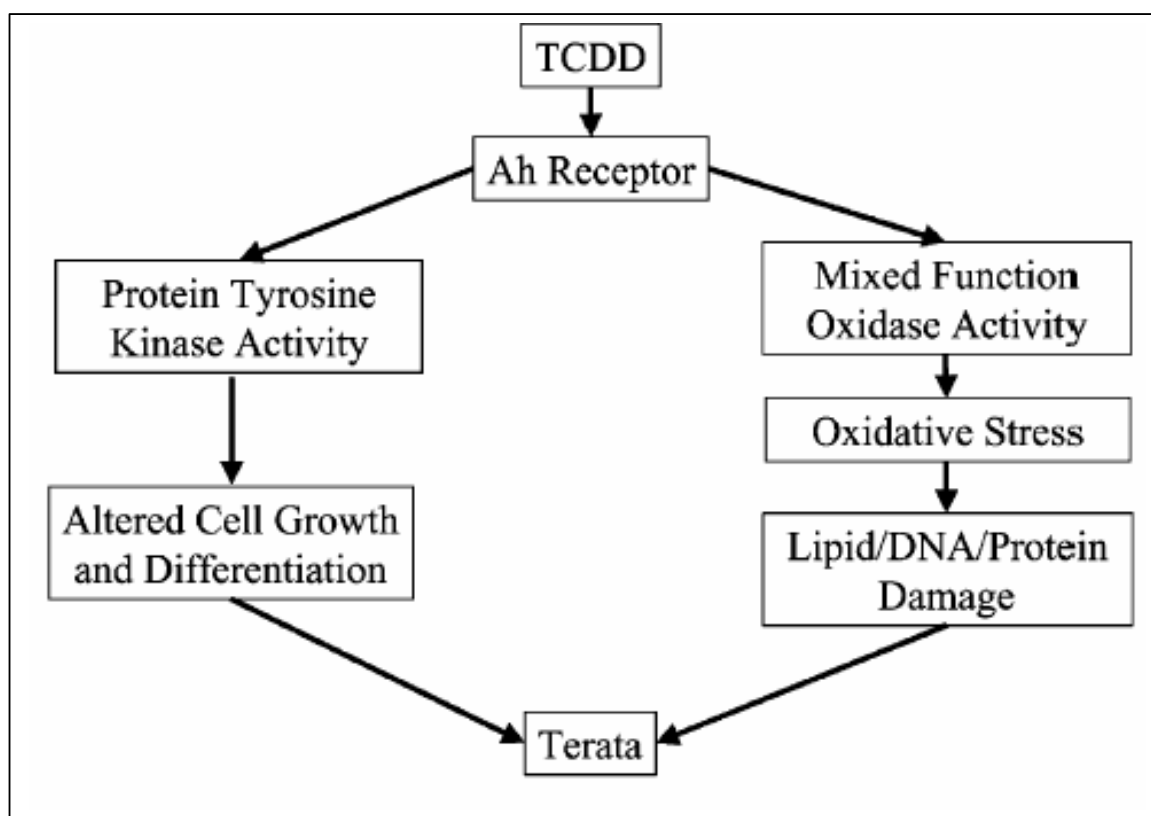 TCDD
Ah Receptor
Protein Tyrosine
Kinase Activity
Altered Cell Growth
and Differentiation
Mixed Function
Oxidase Activity
Oxidative Stress
Lipid/DNA/Protein
Damage
Terata